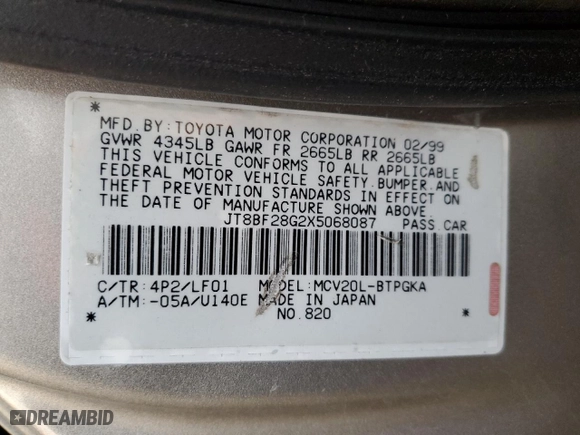 MFD. BY: TOYOTA MOTOR CORPORATION 02/99
GVWR 4345LB GAWR FR 2665LB RR 2665LB
THIS VEHICLE CONFORMS TO ALL APPLICABLE
FEDERAL MOTOR VEHICLE SAFETY, BUMPER, AND
THEFT PREVENTION STANDARDS IN EFFECT ON
THE DATE OF MANUFACTURE SHOWN ABOVE.
JT8BF28G2X5068087 PASS. CAR
C/TR: 4P2/LF01 MODEL: MCV20L-BTPGKA
A/TM: -05A/U140E MADE IN JAPAN
NO. 820
DREAMBID